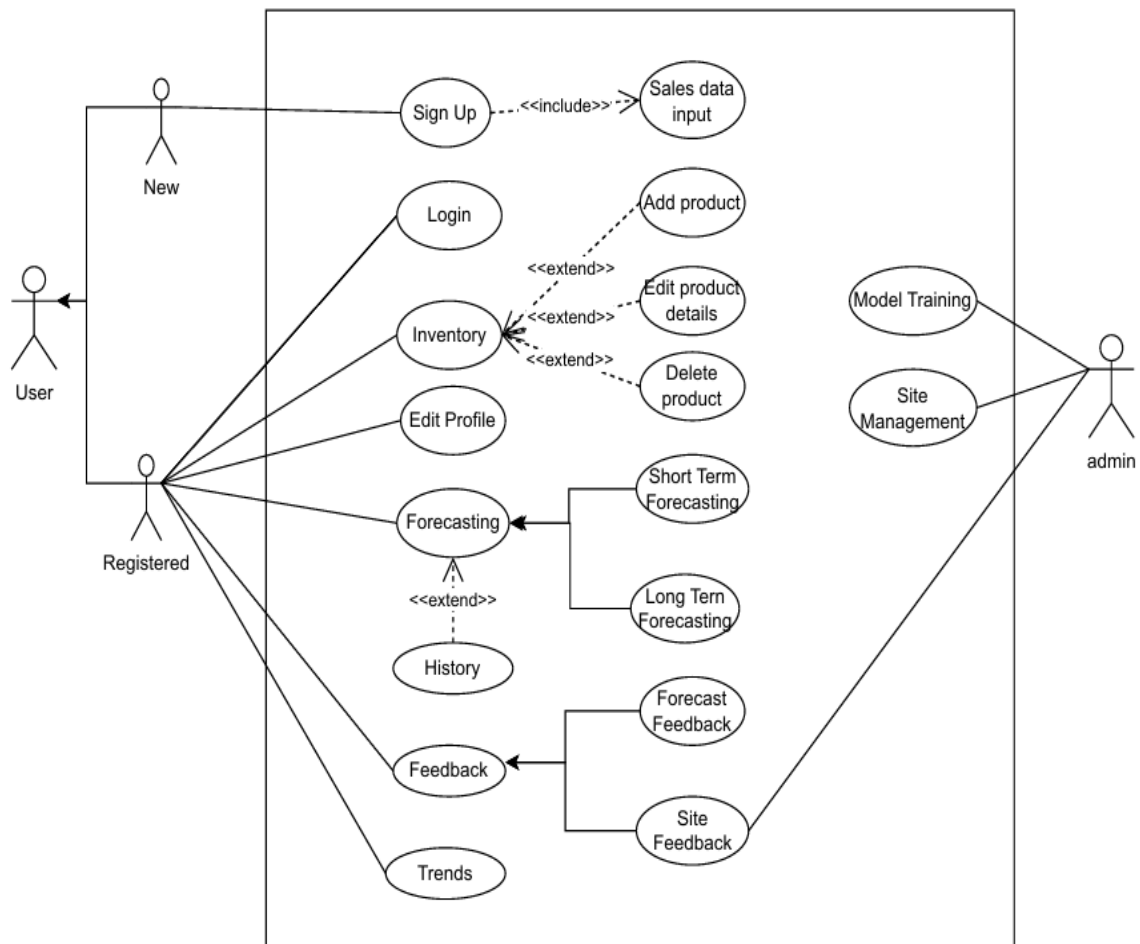 Sign Up
<<include>>
Sales data
input
New
Login
Add product
<<extend>>
Edit product
details
<<extend>>
Inventory
<<extend>>
Delete
product
Model Training
Site
Management
User
admin
Edit Profile
Registered
Forecasting
Short Term
Forecasting
<<extend>>
Long Tern
Forecasting
History
Forecast
Feedback
Feedback
Site
Feedback
Trends